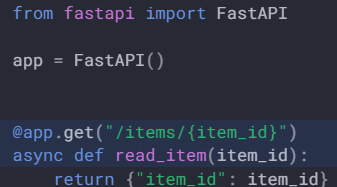 from fastapi import FastAPI
app = FastAPI()
@app.get("/items/{item_id}")
async def read_item(item_id):
return {"item_id": item_id}